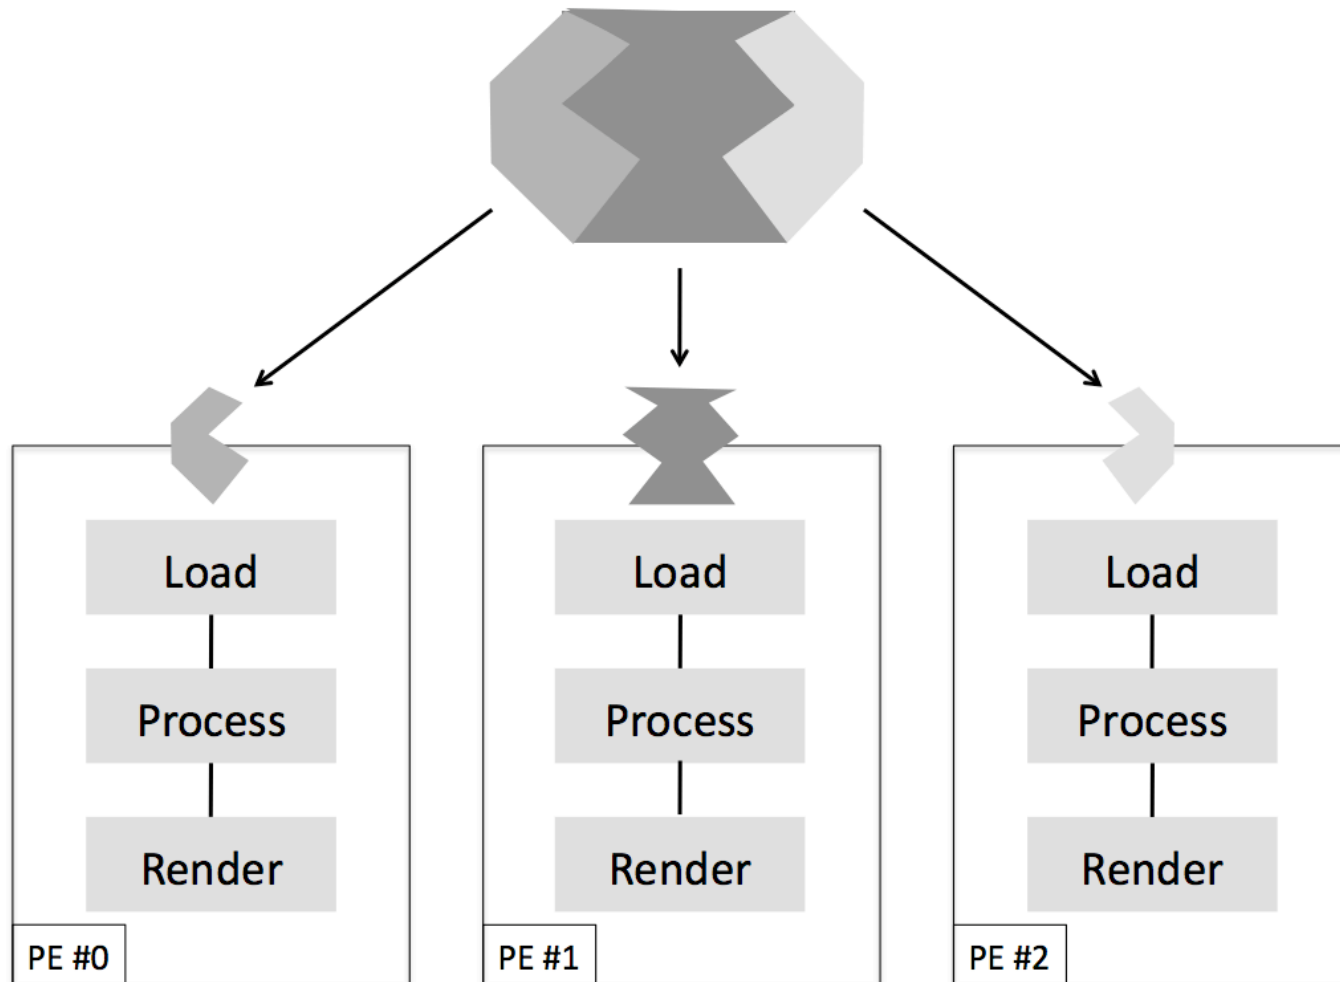 Load
Process
Render
PE #0
Load
Process
Render
PE #1
Load
Process
Render
PE #2